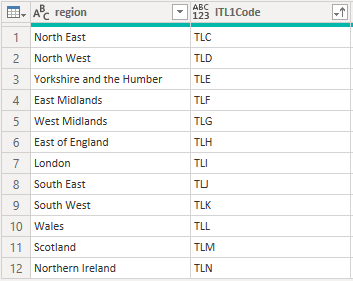 ABC region ABC 123 ITL1Code
1 North East TLC
2 North West TLD
3 Yorkshire and the Humber TLE
4 East Midlands TLF
5 West Midlands TLG
6 East of England TLH
7 London TLI
8 South East TLJ
9 South West TLK
10 Wales TLL
11 Scotland TLM
12 Northern Ireland TLN